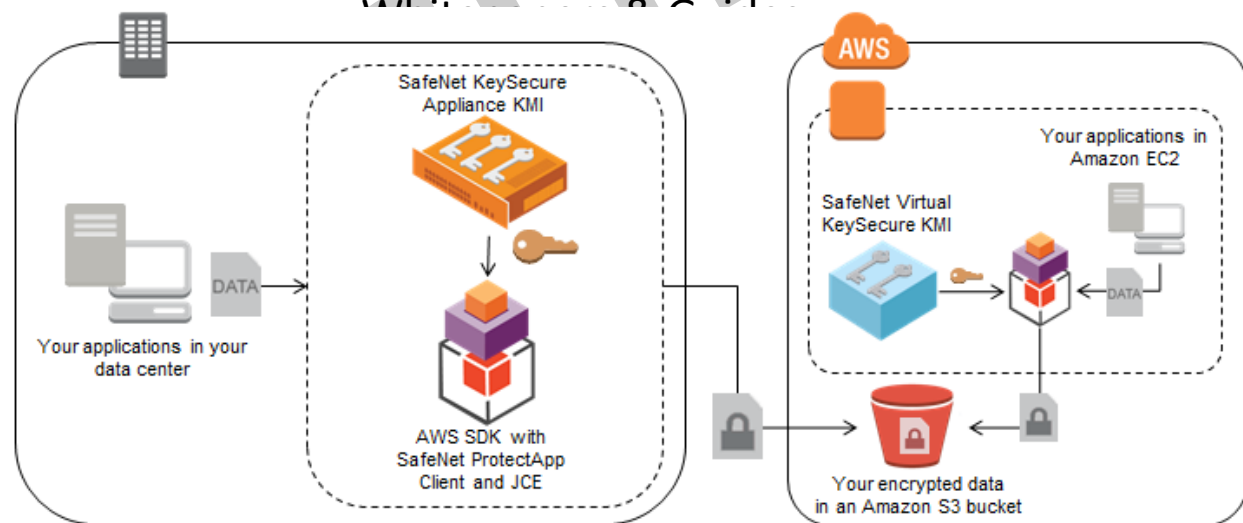 AWS
SafeNet KeySecure
Appliance KMI
Your applications in
Amazon EC2
SafeNet Virtual
KeySecure KMI
DATA
DATA
Your applications in your
data center
AWS SDK with
SafeNet ProtectApp
Client and JCE
Your encrypted data
in an Amazon S3 bucket